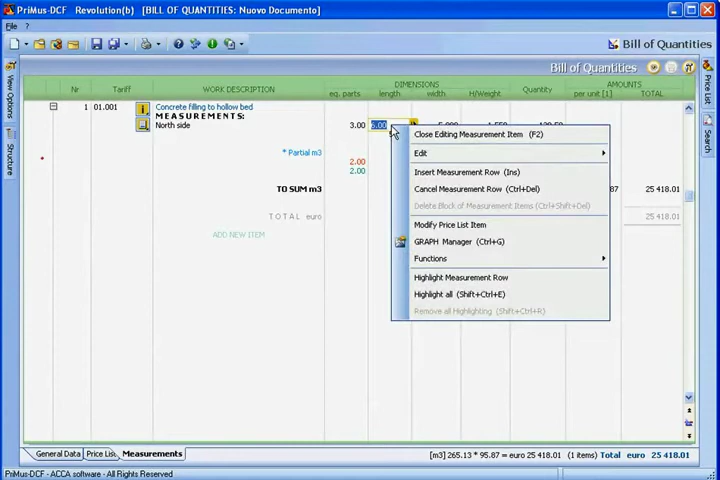 PriMus-DCF Revolution(b) [BILL OF QUANTITIES: Nuovo Documento]
File ?
Bill of Quantities
Bill of Quantities
View Options
Structure
Price List
Search
DIMENSIONS
AMOUNTS
Nr Tariff WORK DESCRIPTION eq. parts length width H/Weight Quantity per unit [1] TOTAL
1 01.001 Concrete filling to hollow bed
MEASUREMENTS:
North side 3.00 6.00
* Partial m3
2.00
2.00
TO SUM m3 87 25 418.01
TOTAL euro 25 418.01
ADD NEW ITEM
Close Editing Measurement Item (F2)
Edit
Insert Measurement Row (Ins)
Cancel Measurement Row (Ctrl+Del)
Delete Block of Measurement Items (Ctrl+Shift+Del)
Modify Price List Item
GRAPH Manager (Ctrl+G)
Functions
Highlight Measurement Row
Highlight all (Shift+Ctrl+E)
Remove all Highlighting (Shift+Ctrl+R)
General Data Price List Measurements
[m3] 265.13 * 95.87 = euro 25 418.01 (1 items) Total euro 25 418.01
PriMus-DCF - ACCA software - All Rights Reserved